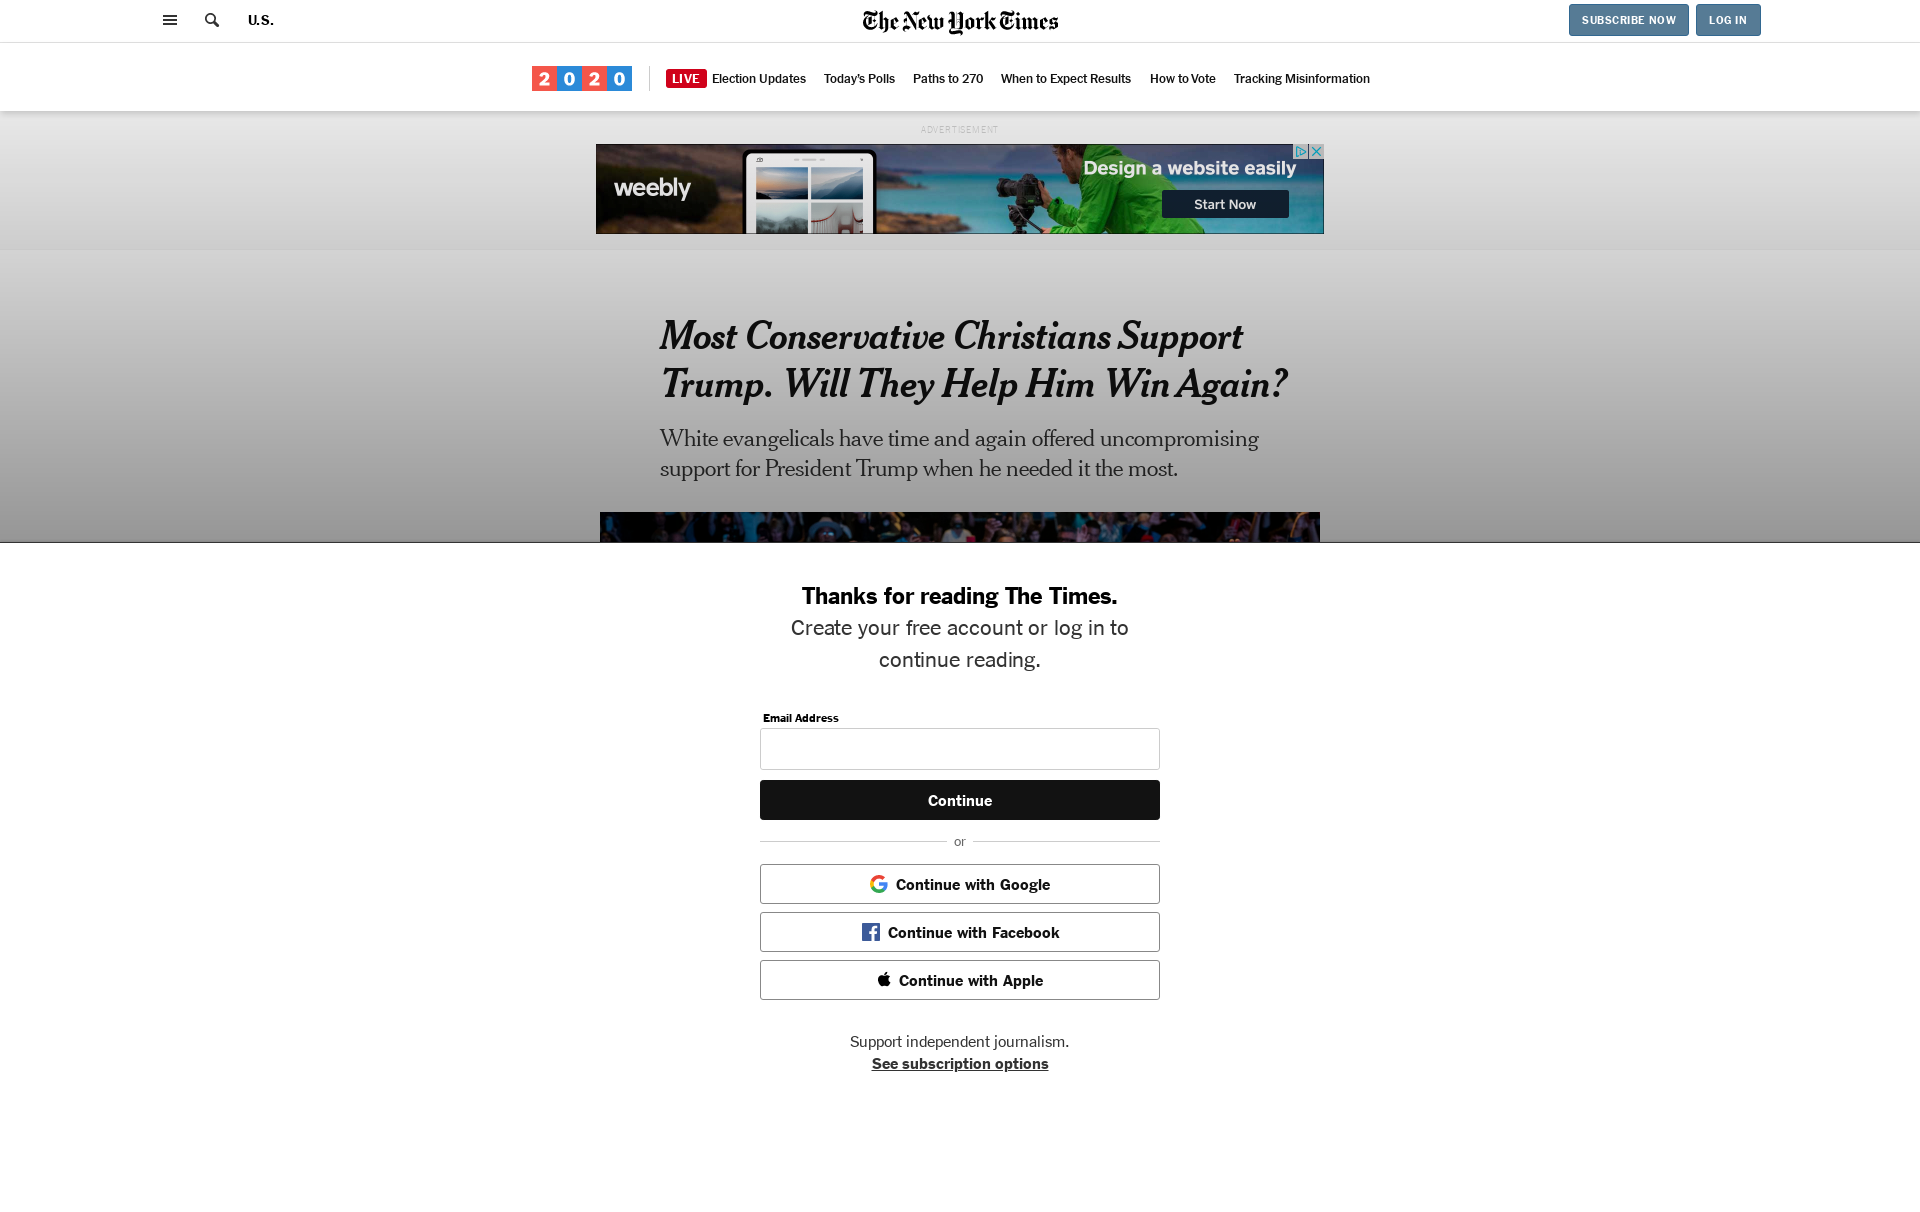 U.S.
The New York Times
SUBSCRIBE NOW
LOG IN
2020
LIVE Election Updates
Today's Polls
Paths to 270
When to Expect Results
How to Vote
Tracking Misinformation
ADVERTISEMENT
weebly
Design a website easily
Start Now
Most Conservative Christians Support
Trump. Will They Help Him Win Again?
White evangelicals have time and again offered uncompromising
support for President Trump when he needed it the most.
Thanks for reading The Times.
Create your free account or log in to
continue reading.
Email Address
Continue
or
Continue with Google
Continue with Facebook
Continue with Apple
Support independent journalism.
See subscription options